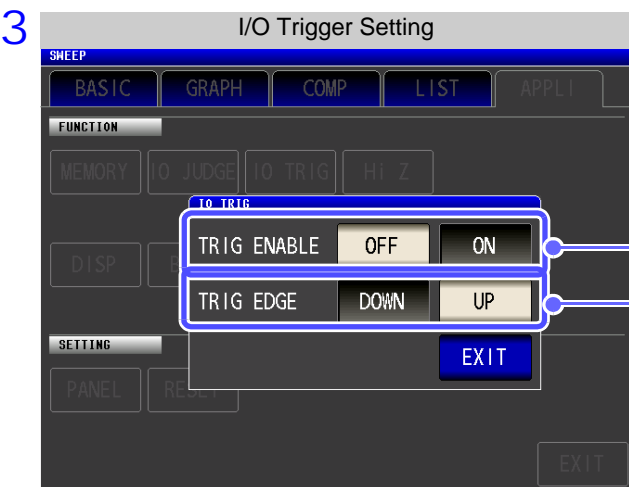 3
I/O Trigger Setting
SWEEP
BASIC GRAPH COMP LIST APPLI
FUNCTION
MEMORY IO JUDGE IO TRIG Hi Z
IO TRIG
TRIG ENABLE OFF ON
DISP B
TRIG EDGE DOWN UP
SETTING
EXIT
PANEL RESET
EXIT